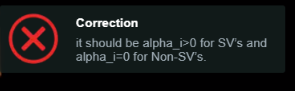 Correction
it should be alpha_i>0 for SV's and
alpha_i=0 for Non-SV's.